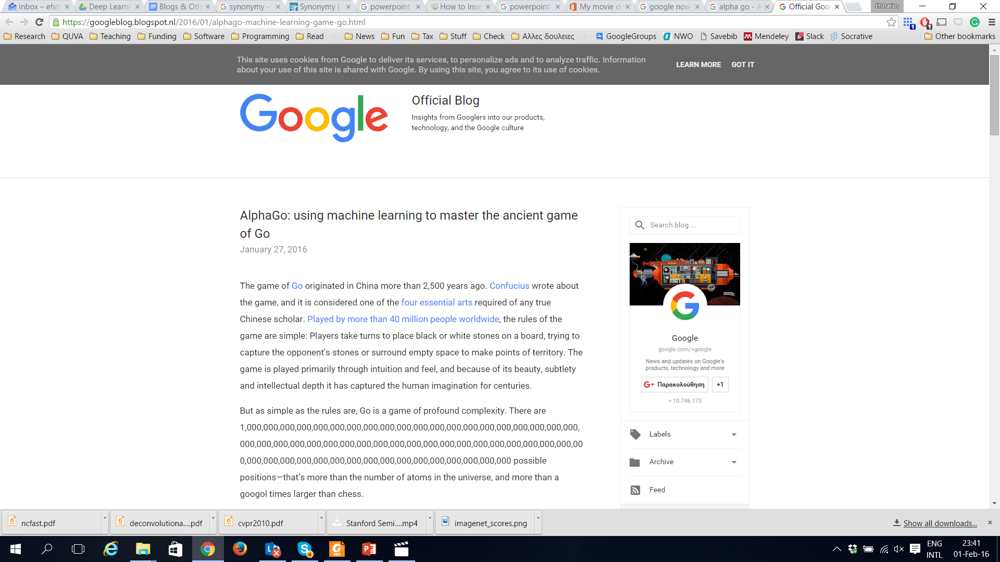 Inbox – efst
Deep Learni
Blogs & Oth
synonymy -
Synonymy |
powerpoint
How to Inse
powerpoint
My movie d
google now
alpha go - A
Official Goo
Efstratios
https://googleblog.blogspot.nl/2016/01/alphago-machine-learning-game-go.html
1
1
Research QUVA Teaching Funding Software Programming Read News Fun Tax Stuff Check Αλλες δουλειες GoogleGroups NWO Savebib Mendeley Slack Socrative Other bookmarks
This site uses cookies from Google to deliver its services, to personalize ads and to analyze traffic. Information
about your use of this site is shared with Google. By using this site, you agree to its use of cookies.
LEARN MORE GOT IT
Google
Official Blog
Insights from Googlers into our products,
technology, and the Google culture
AlphaGo: using machine learning to master the ancient game
of Go
January 27, 2016
The game of Go originated in China more than 2,500 years ago. Confucius wrote about
the game, and it is considered one of the four essential arts required of any true
Chinese scholar. Played by more than 40 million people worldwide, the rules of the
game are simple: Players take turns to place black or white stones on a board, trying to
capture the opponent's stones or surround empty space to make points of territory. The
game is played primarily through intuition and feel, and because of its beauty, subtlety
and intellectual depth it has captured the human imagination for centuries.
But as simple as the rules are, Go is a game of profound complexity. There are
1,000,000,000,000,000,000,000,000,000,000,000,000,000,000,000,000,000,000,000,000,
000,000,000,000,000,000,000,000,000,000,000,000,000,000,000,000,000,000,000,000,00
0,000,000,000,000,000,000,000,000,000,000,000,000,000,000,000,000 possible
positions—that's more than the number of atoms in the universe, and more than a
googol times larger than chess.
Search blog ...
Google
google.com/+google
News and updates on Google's
products, technology and more
G+ Παρακολούθηση +1
+ 10.746.173
Labels
Archive
Feed
ncfast.pdf
deconvolutiona....pdf
cvpr2010.pdf
Stanford Semi....mp4
imagenet_scores.png
Show all downloads...
4
PDF
ENG
INTL
23:41
01-Feb-16